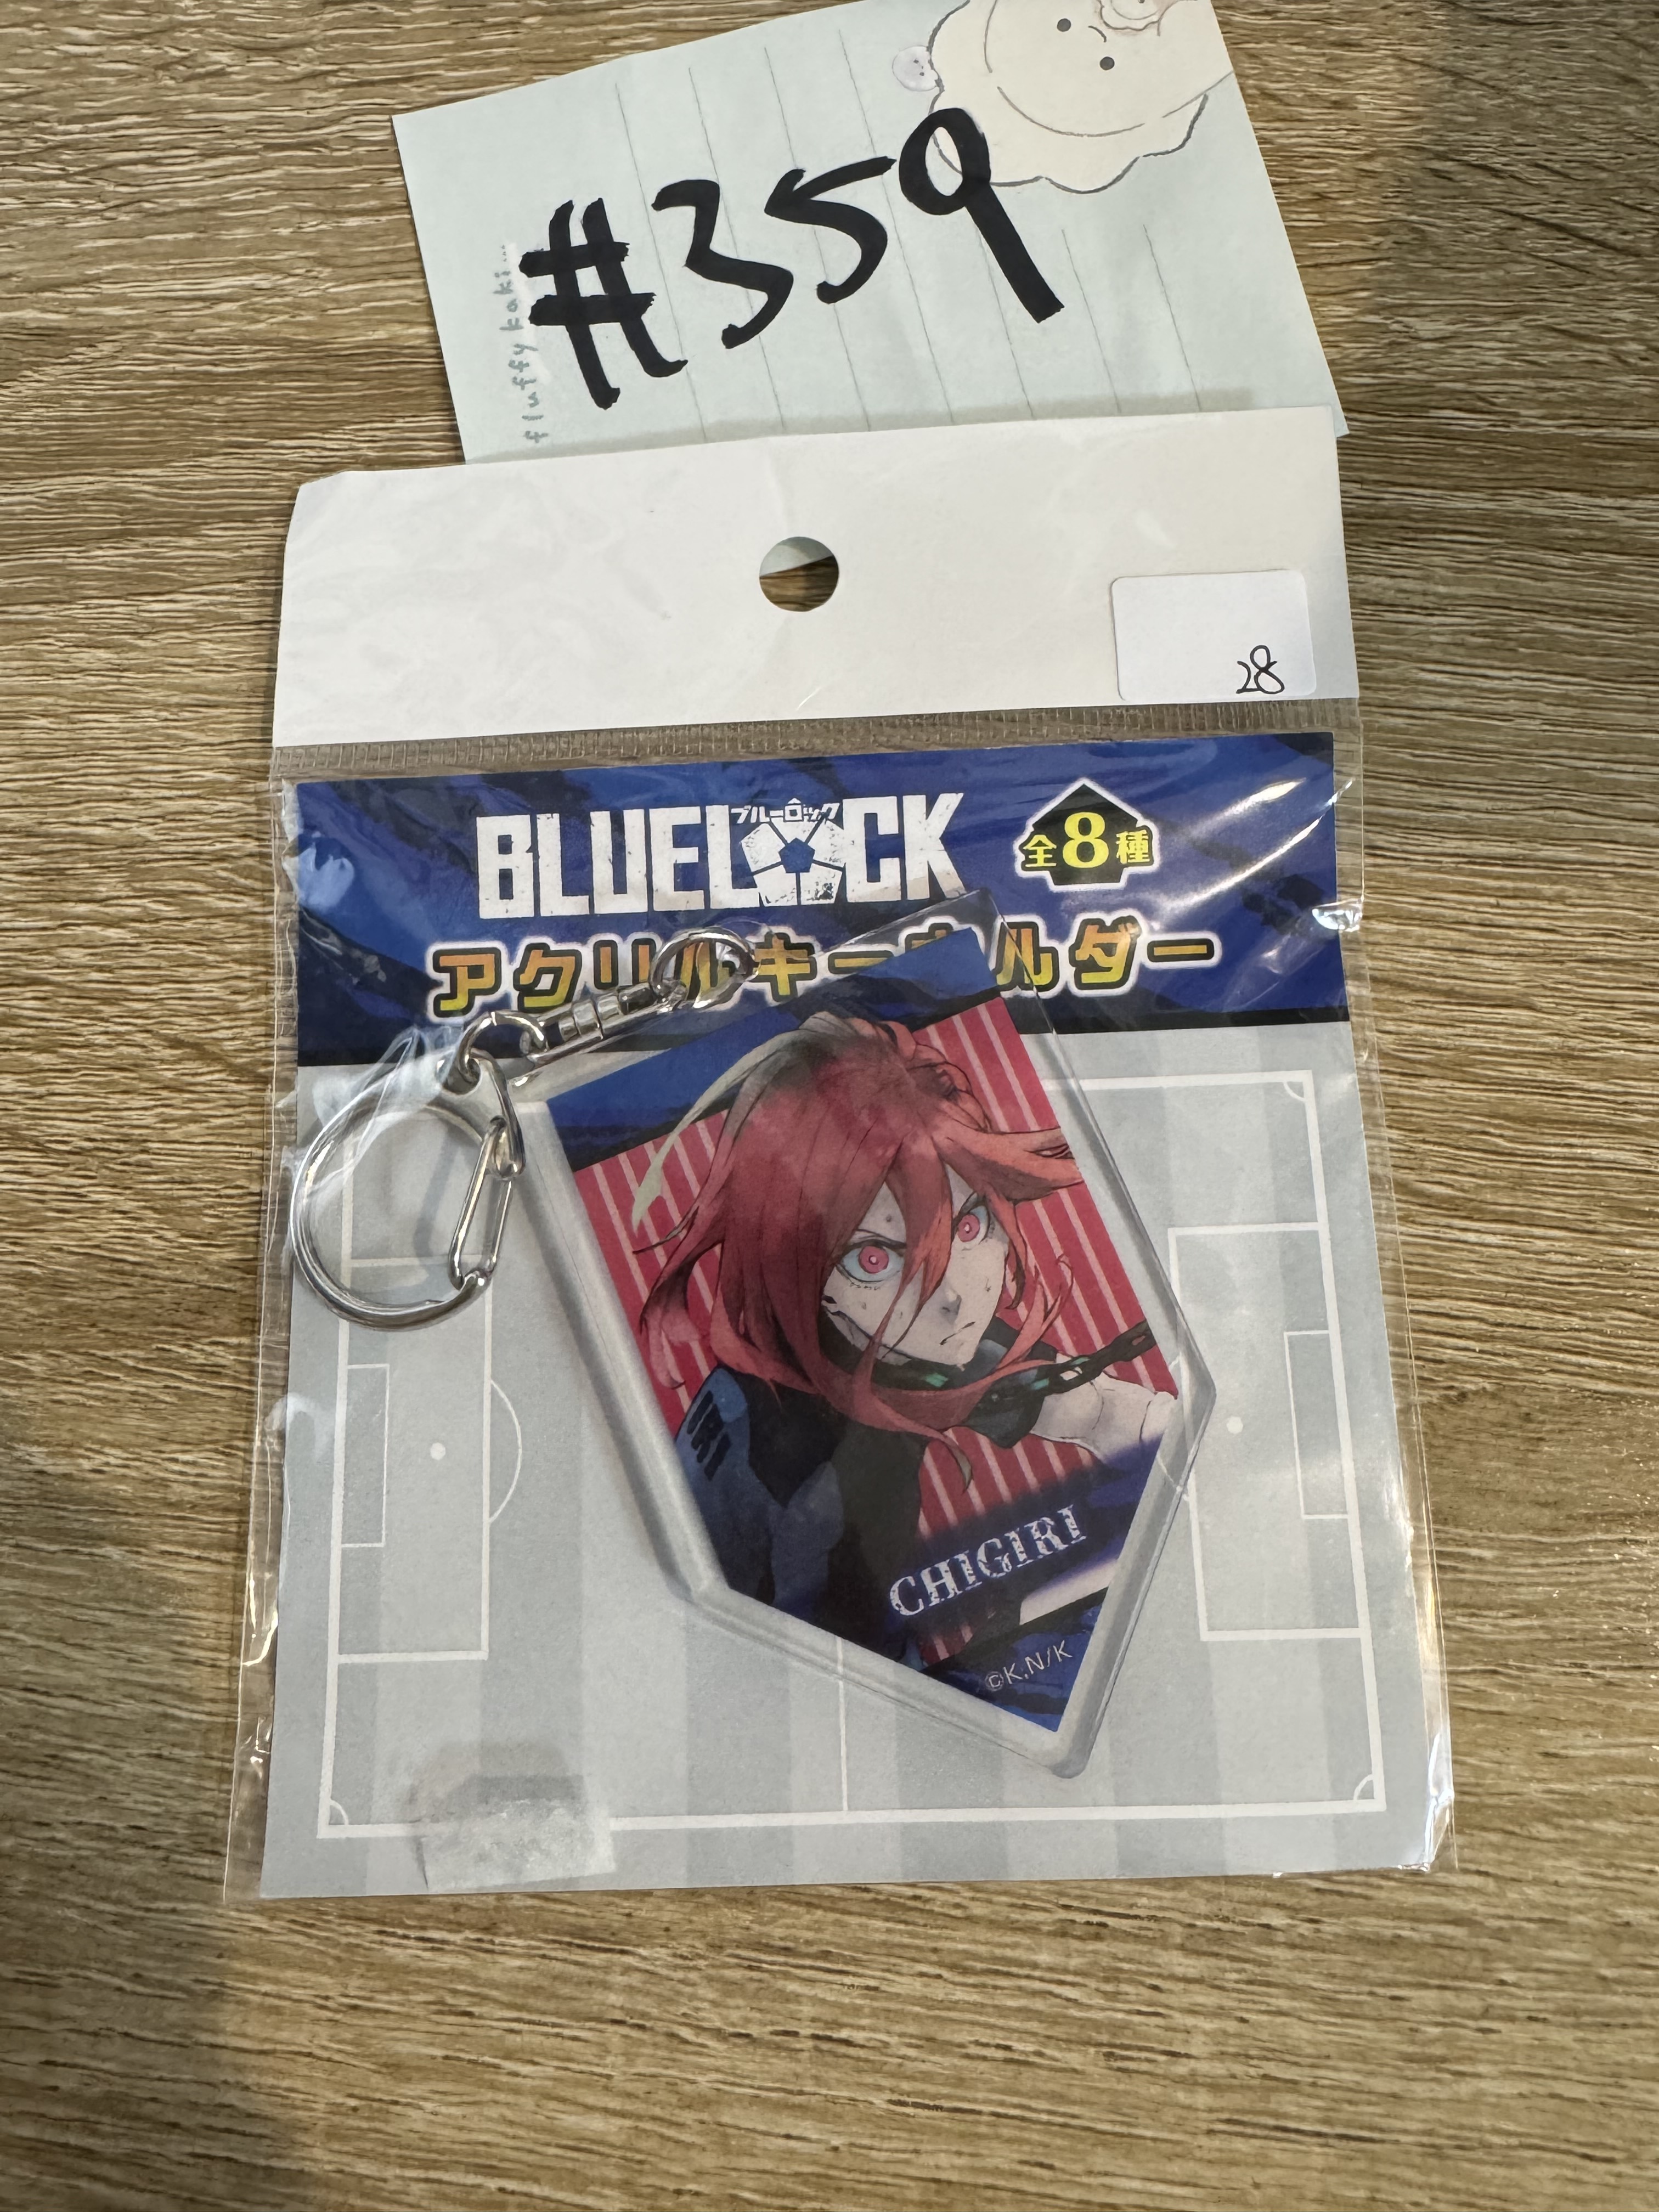 #359
fluffy kaki...
28
BLUELOCK
ブルーロック
全8種
アクリルキーホルダー
CHIGIRI
©K,N/K